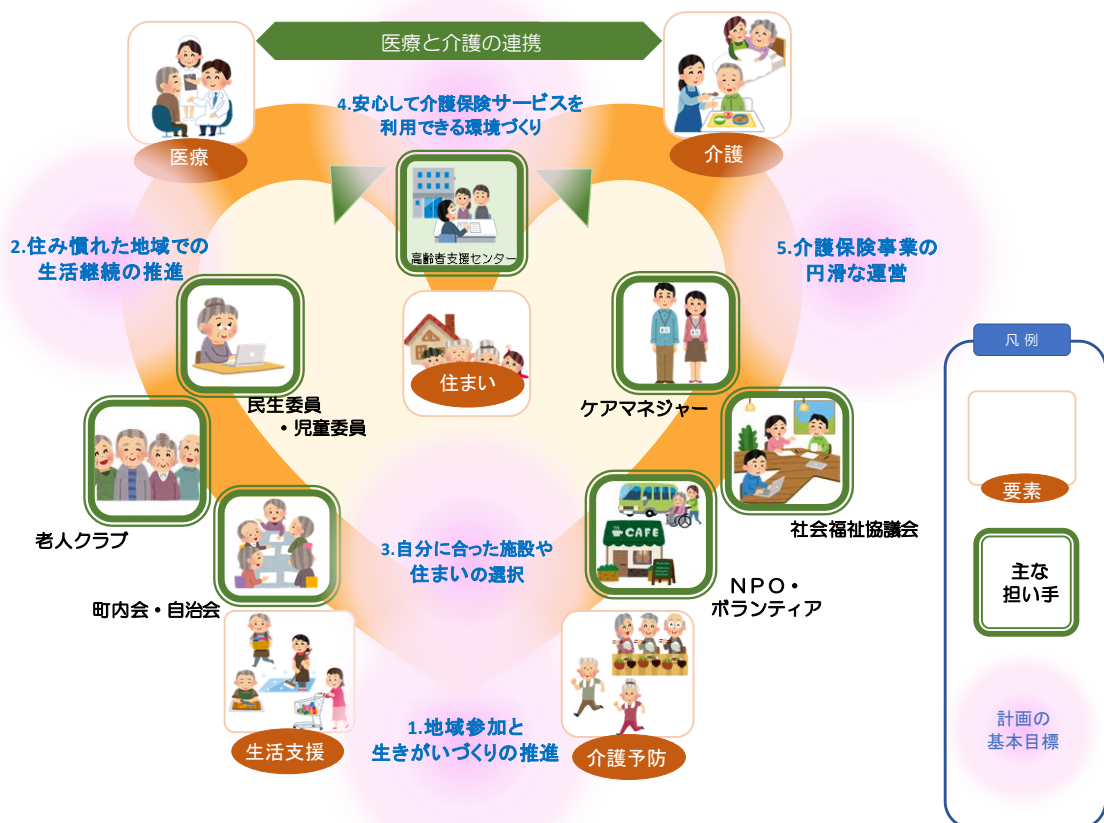 医療と介護の連携
4.安心して介護保険サービスを
利用できる環境づくり
医療
介護
高齢者支援センター
2.住み慣れた地域での
生活継続の推進
5.介護保険事業の
円滑な運営
住まい
民生委員
・児童委員
ケアマネジャー
老人クラブ
社会福祉協議会
CAFE
3.自分に合った施設や
住まいの選択
町内会・自治会
NPO・
ボランティア
1.地域参加と
生きがいづくりの推進
生活支援
介護予防
凡例
要素
主な
担い手
計画の
基本目標